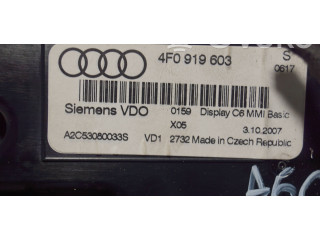 4F0 919 603
S
0617
Siemens VDO 0159 Display C6 MMI Basic
X05 3.10.2007
A2C53080033S VD1 2732 Made in Czech Republic
A6C